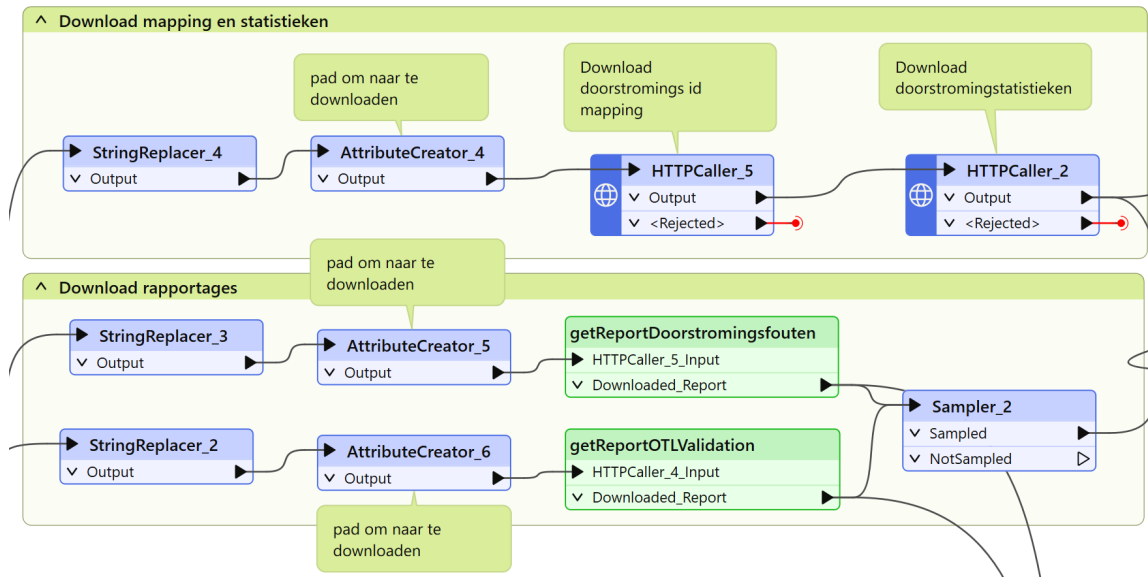 Download mapping en statistieken
pad om naar te
downloaden
Download
doorstromings id
mapping
Download
doorstromingstatistieken
StringReplacer_4
Output
AttributeCreator_4
Output
HTTPCaller_5
Output
<Rejected>
HTTPCaller_2
Output
<Rejected>
Download rapportages
pad om naar te
downloaden
StringReplacer_3
Output
AttributeCreator_5
Output
getReportDoorstromingsfouten
HTTPCaller_5_Input
Downloaded_Report
Sampler_2
Sampled
NotSampled
StringReplacer_2
Output
AttributeCreator_6
Output
getReportOTLValidation
HTTPCaller_4_Input
Downloaded_Report
pad om naar te
downloaden